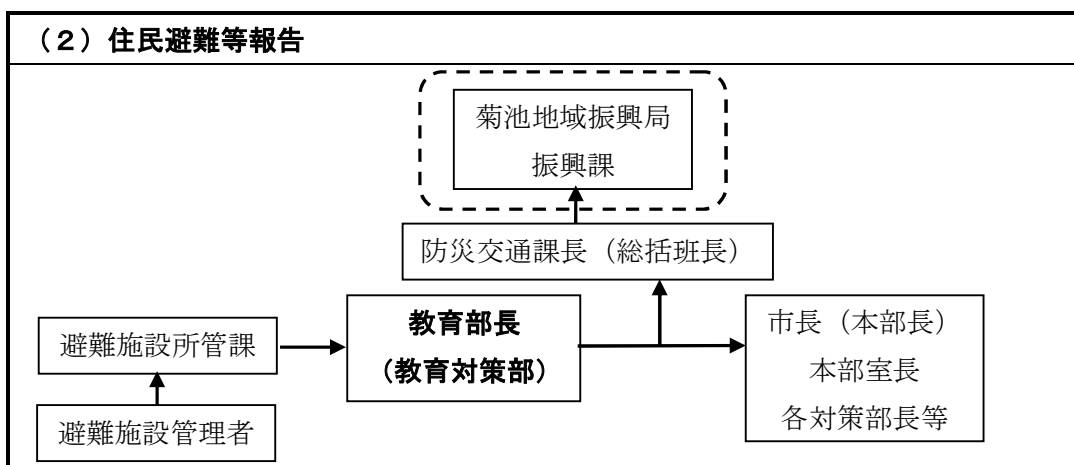 （２）住民避難等報告
菊池地域振興局
振興課
防災交通課長（総括班長）
教育部長
（教育対策部）
市長（本部長）
本部室長
各対策部長等
避難施設所管課
避難施設管理者